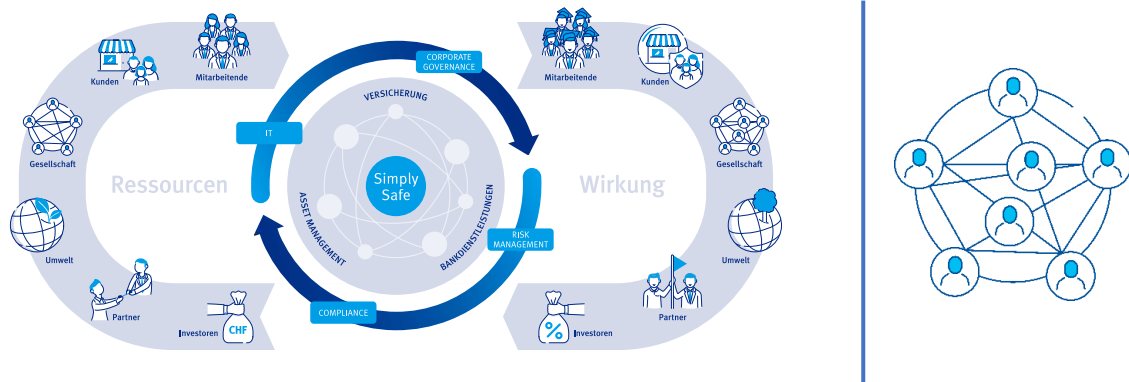 Mitarbeitende
Kunden
Gesellschaft
Ressourcen
Umwelt
Partner
Investoren
CHF
CORPORATE
GOVERNANCE
VERSICHERUNG
IT
Simply
Safe
ASSET MANAGEMENT
BANKDIENSTLEISTUNGEN
RISK
MANAGEMENT
COMPLIANCE
Mitarbeitende
Kunden
Gesellschaft
Wirkung
Umwelt
Partner
%
Investoren